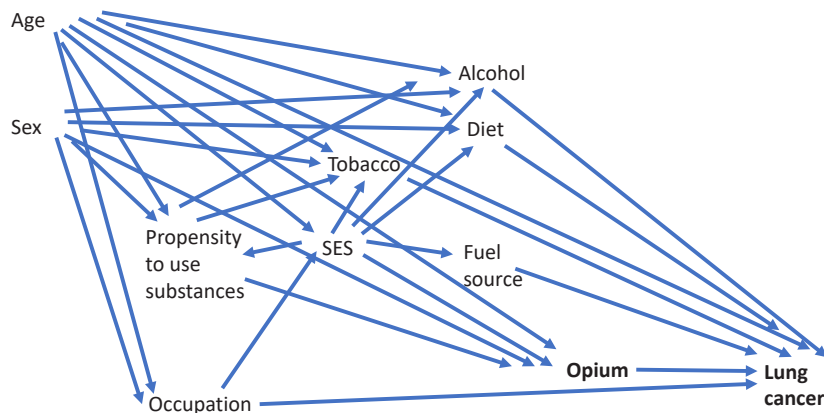 Age
Alcohol
Sex
Diet
Tobacco
Propensity
to use
substances
SES
Fuel
source
Opium
Lung
cancer
Occupation